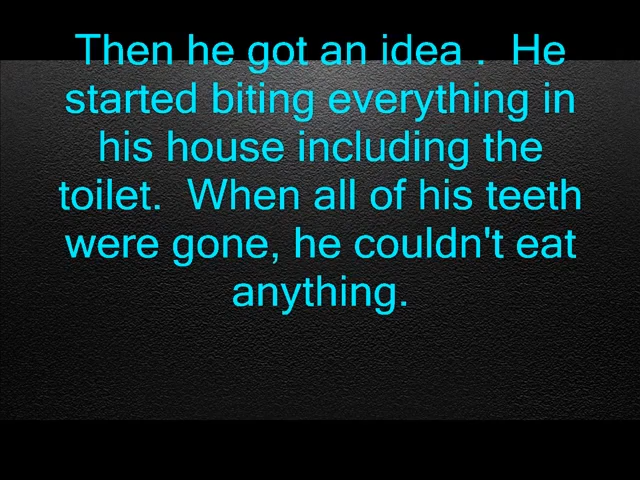 Then he got an idea .  He
started biting everything in
his house including the
toilet.  When all of his teeth
were gone, he couldn't eat
anything.